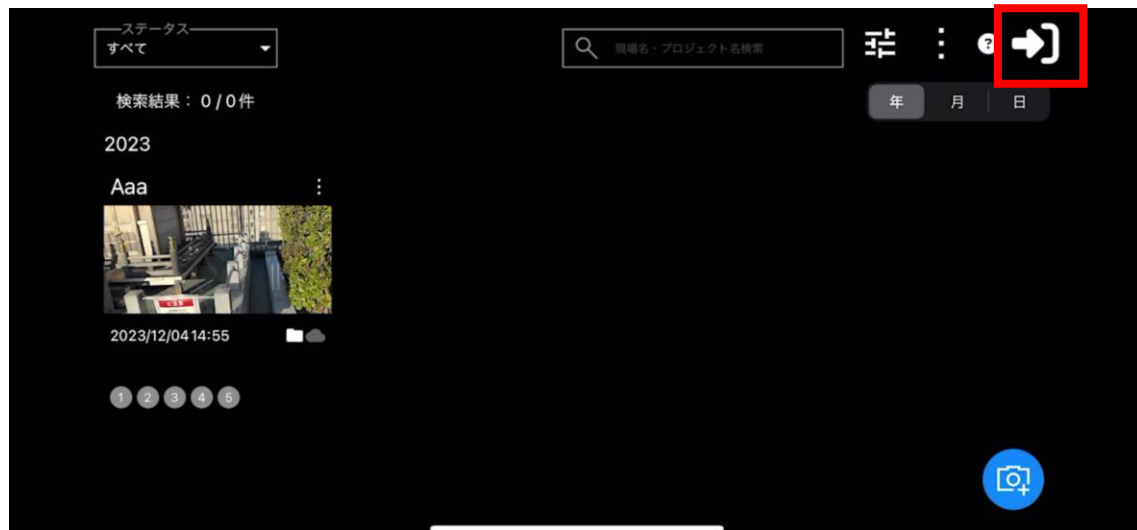 ステータス
すべて
現場名・プロジェクト名検索
?
検索結果：0/0件
年 月 日
2023
Aaa
2023/12/04 14:55
1 2 3 4 5